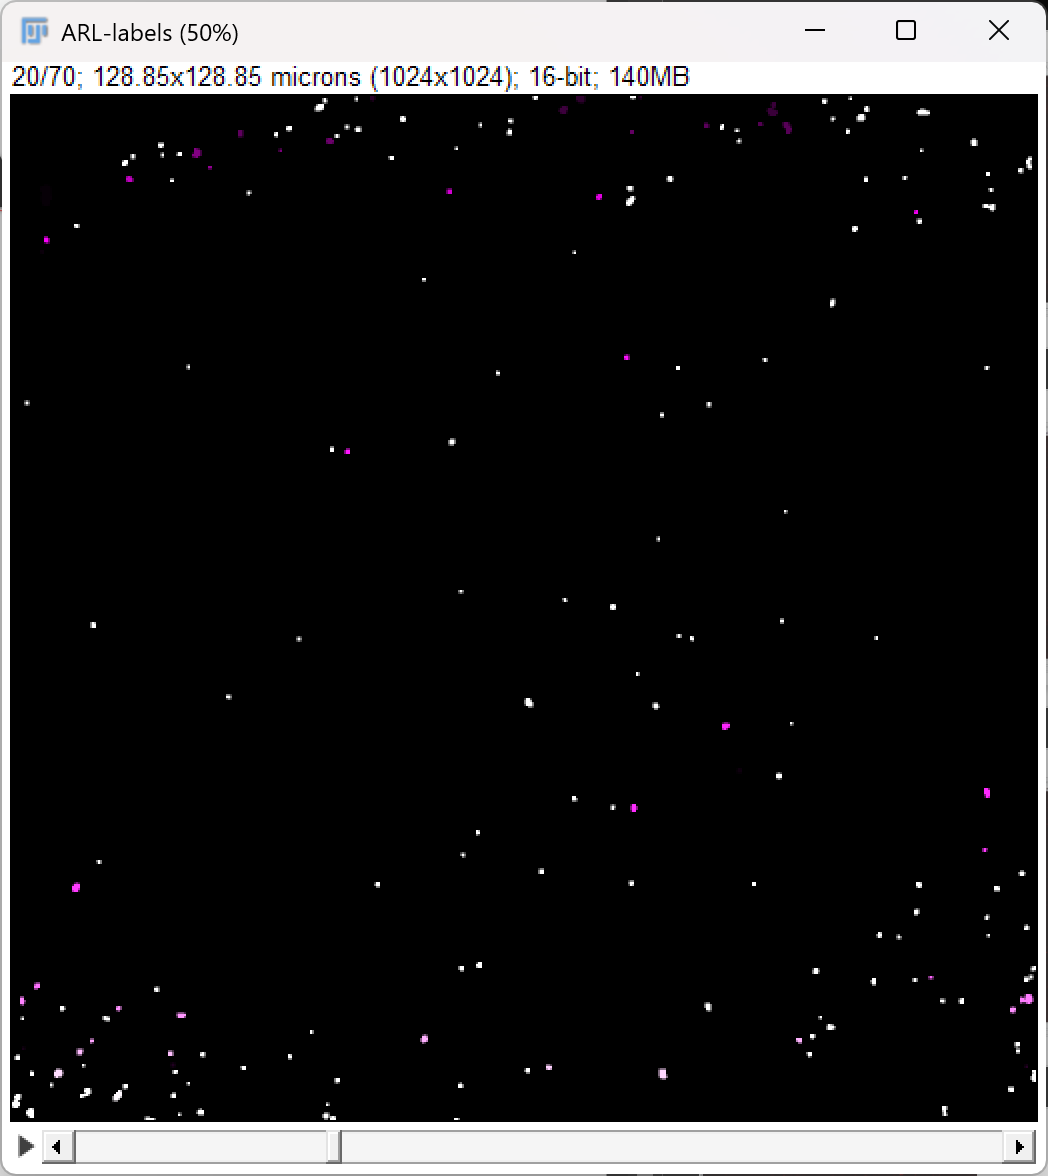 ARL-labels (50%)
20/70; 128.85x128.85 microns (1024x1024); 16-bit; 140MB